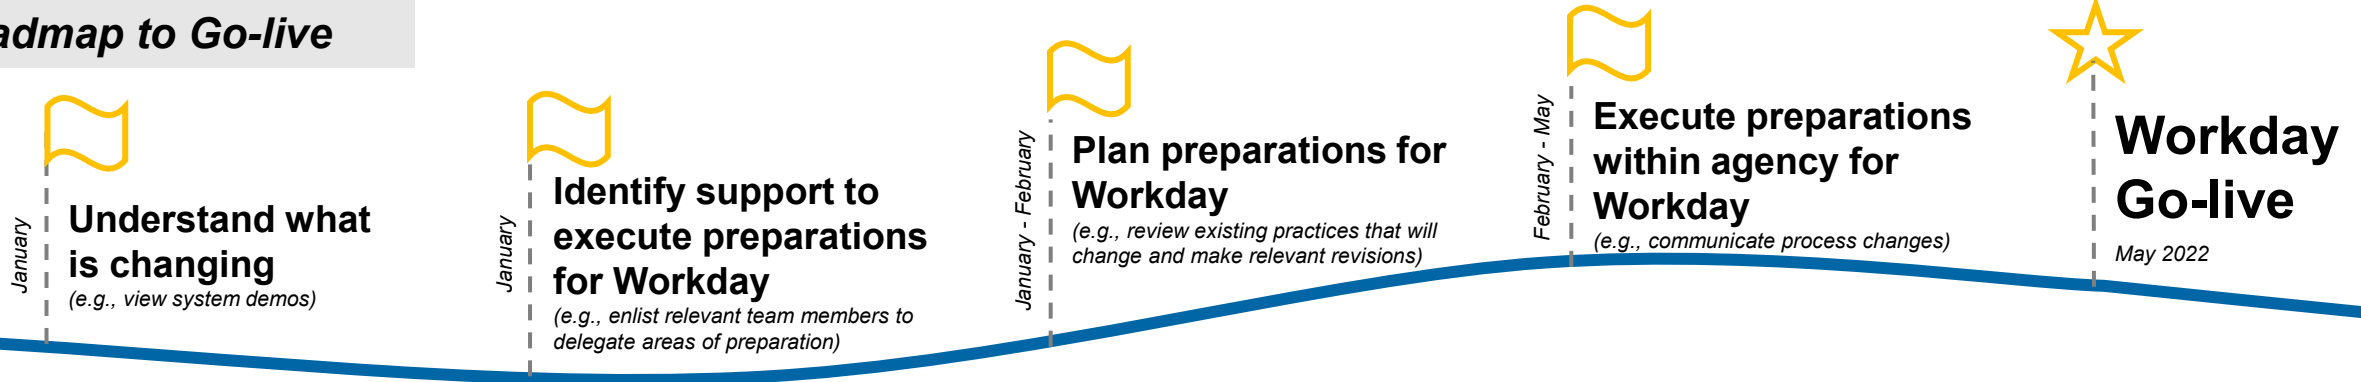 admap to Go-live
January
Understand what
is changing
(e.g., view system demos)
January
Identify support to
execute preparations
for Workday
(e.g., enlist relevant team members to
delegate areas of preparation)
January - February
Plan preparations for
Workday
(e.g., review existing practices that will
change and make relevant revisions)
February - May
Execute preparations
within agency for
Workday
(e.g., communicate process changes)
Workday
Go-live
May 2022